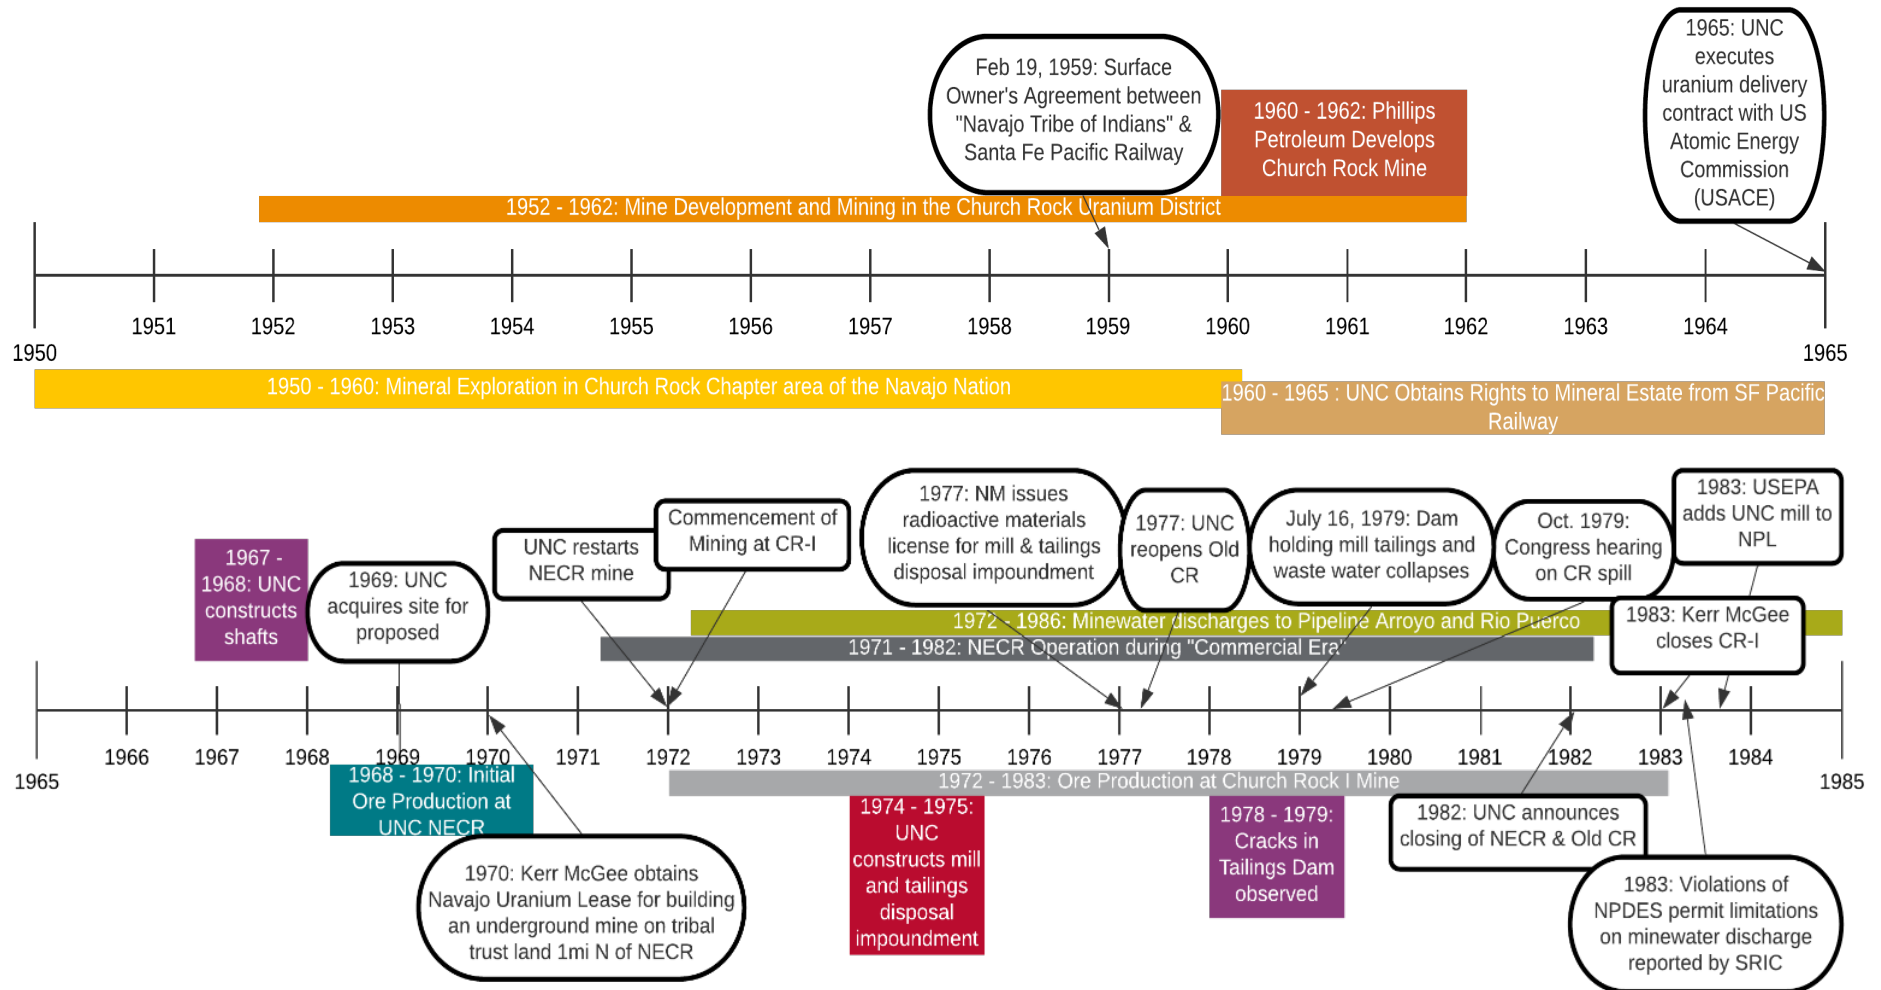 1965: UNC
executes
uranium delivery
contract with US
Atomic Energy
Commission
(USACE)
Feb 19, 1959: Surface
Owner's Agreement between
"Navajo Tribe of Indians" &
Santa Fe Pacific Railway
1960 - 1962: Phillips
Petroleum Develops
Church Rock Mine
1952 - 1962: Mine Development and Mining in the Church Rock Uranium District
1951 1952 1953 1954 1955 1956 1957 1958 1959 1960 1961 1962 1963 1964
1950 1965
1950 - 1960: Mineral Exploration in Church Rock Chapter area of the Navajo Nation
1960 - 1965 : UNC Obtains Rights to Mineral Estate from SF Pacific
Railway
1967 -
1968: UNC
constructs
shafts
1969: UNC
acquires site for
proposed
UNC restarts
NECR mine
Commencement of
Mining at CR-I
1977: NM issues
radioactive materials
license for mill & tailings
disposal impoundment
1977: UNC
reopens Old
CR
July 16, 1979: Dam
holding mill tailings and
waste water collapses
Oct. 1979:
Congress hearing
on CR spill
1983: USEPA
adds UNC mill to
NPL
1983: Kerr McGee
closes CR-I
1972 - 1986: Minewater discharges to Pipeline Arroyo and Rio Puerco
1971 - 1982: NECR Operation during "Commercial Era"
1966 1967 1968 1969 1970 1971 1972 1973 1974 1975 1976 1977 1978 1979 1980 1981 1982 1983 1984
1965 1985
1968 - 1970: Initial
Ore Production at
UNC NECR
1972 - 1983: Ore Production at Church Rock I Mine
1970: Kerr McGee obtains
Navajo Uranium Lease for building
an underground mine on tribal
trust land 1mi N of NECR
1974 - 1975:
UNC
constructs mill
and tailings
disposal
impoundment
1978 - 1979:
Cracks in
Tailings Dam
observed
1982: UNC announces
closing of NECR & Old CR
1983: Violations of
NPDES permit limitations
on minewater discharge
reported by SRIC